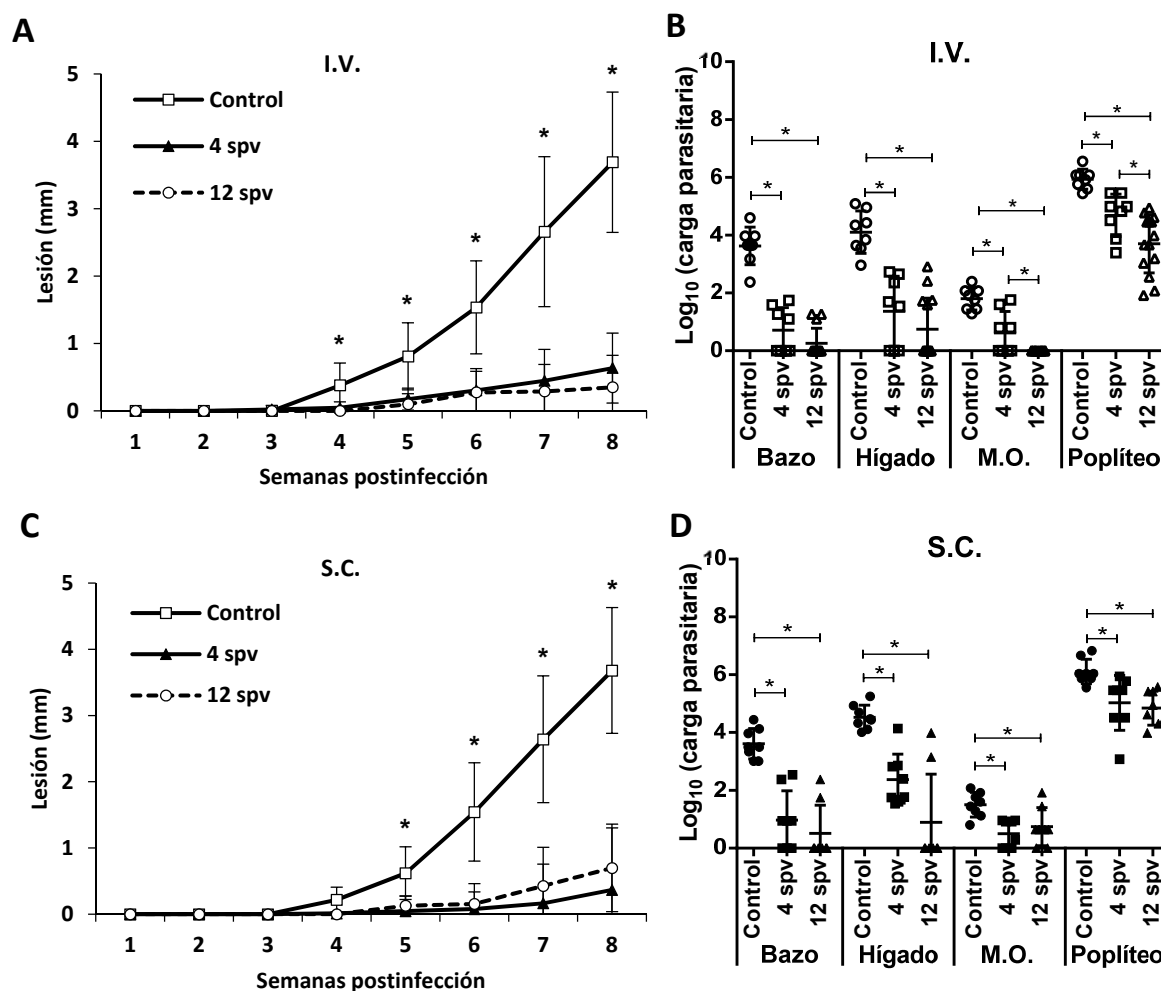 A
I.V.
Control
4 spv
12 spv
*
*
*
*
*
5
4
3
2
1
0
Lesión (mm)
1 2 3 4 5 6 7 8
Semanas postinfección
B
I.V.
10
8
6
4
2
0
Log10 (carga parasitaria)
* * * * * * * * * *
Control 4 spv 12 spv Control 4 spv 12 spv Control 4 spv 12 spv Control 4 spv 12 spv
Bazo Hígado M.O. Poplíteo
C
S.C.
Control
4 spv
12 spv
*
*
*
*
5
4
3
2
1
0
Lesión (mm)
1 2 3 4 5 6 7 8
Semanas postinfección
D
S.C.
10
8
6
4
2
0
Log10 (carga parasitaria)
* * * * * * * *
Control 4 spv 12 spv Control 4 spv 12 spv Control 4 spv 12 spv Control 4 spv 12 spv
Bazo Hígado M.O. Poplíteo